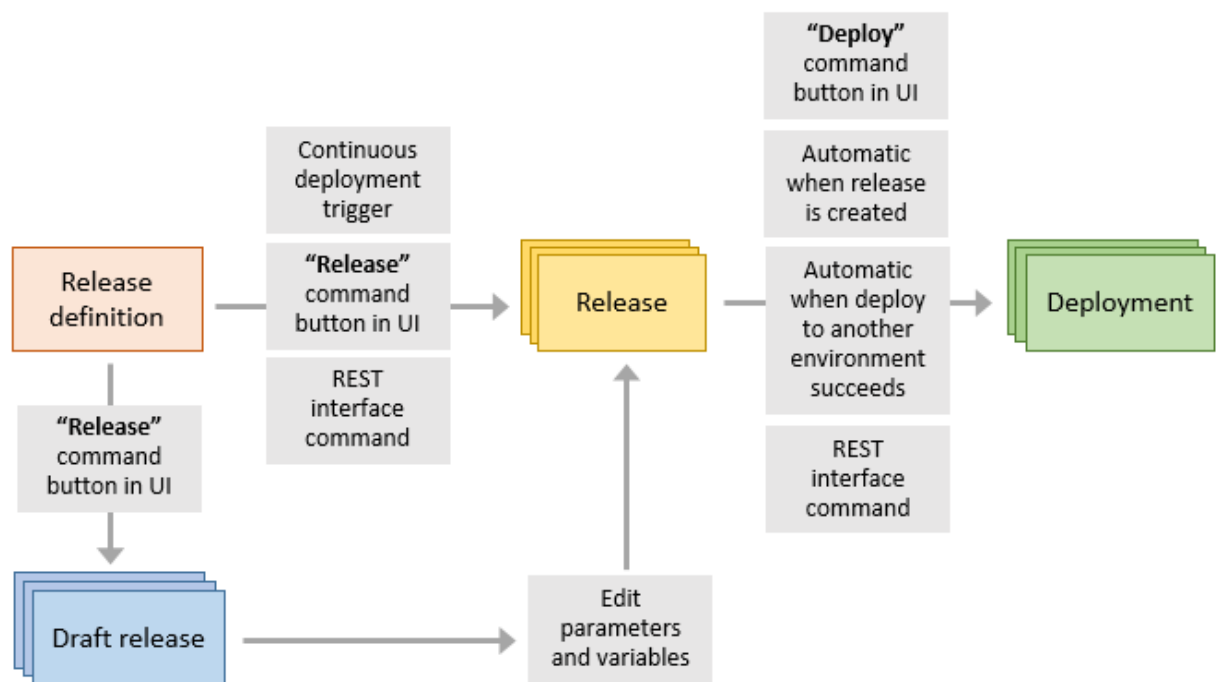 “Deploy”
command
button in UI
Continuous
deployment
trigger
Automatic
when release
is created
Release
definition
“Release”
command
button in UI
Release
Automatic
when deploy
to another
environment
succeeds
Deployment
REST
interface
command
“Release”
command
button in UI
REST
interface
command
Draft release
Edit
parameters
and variables